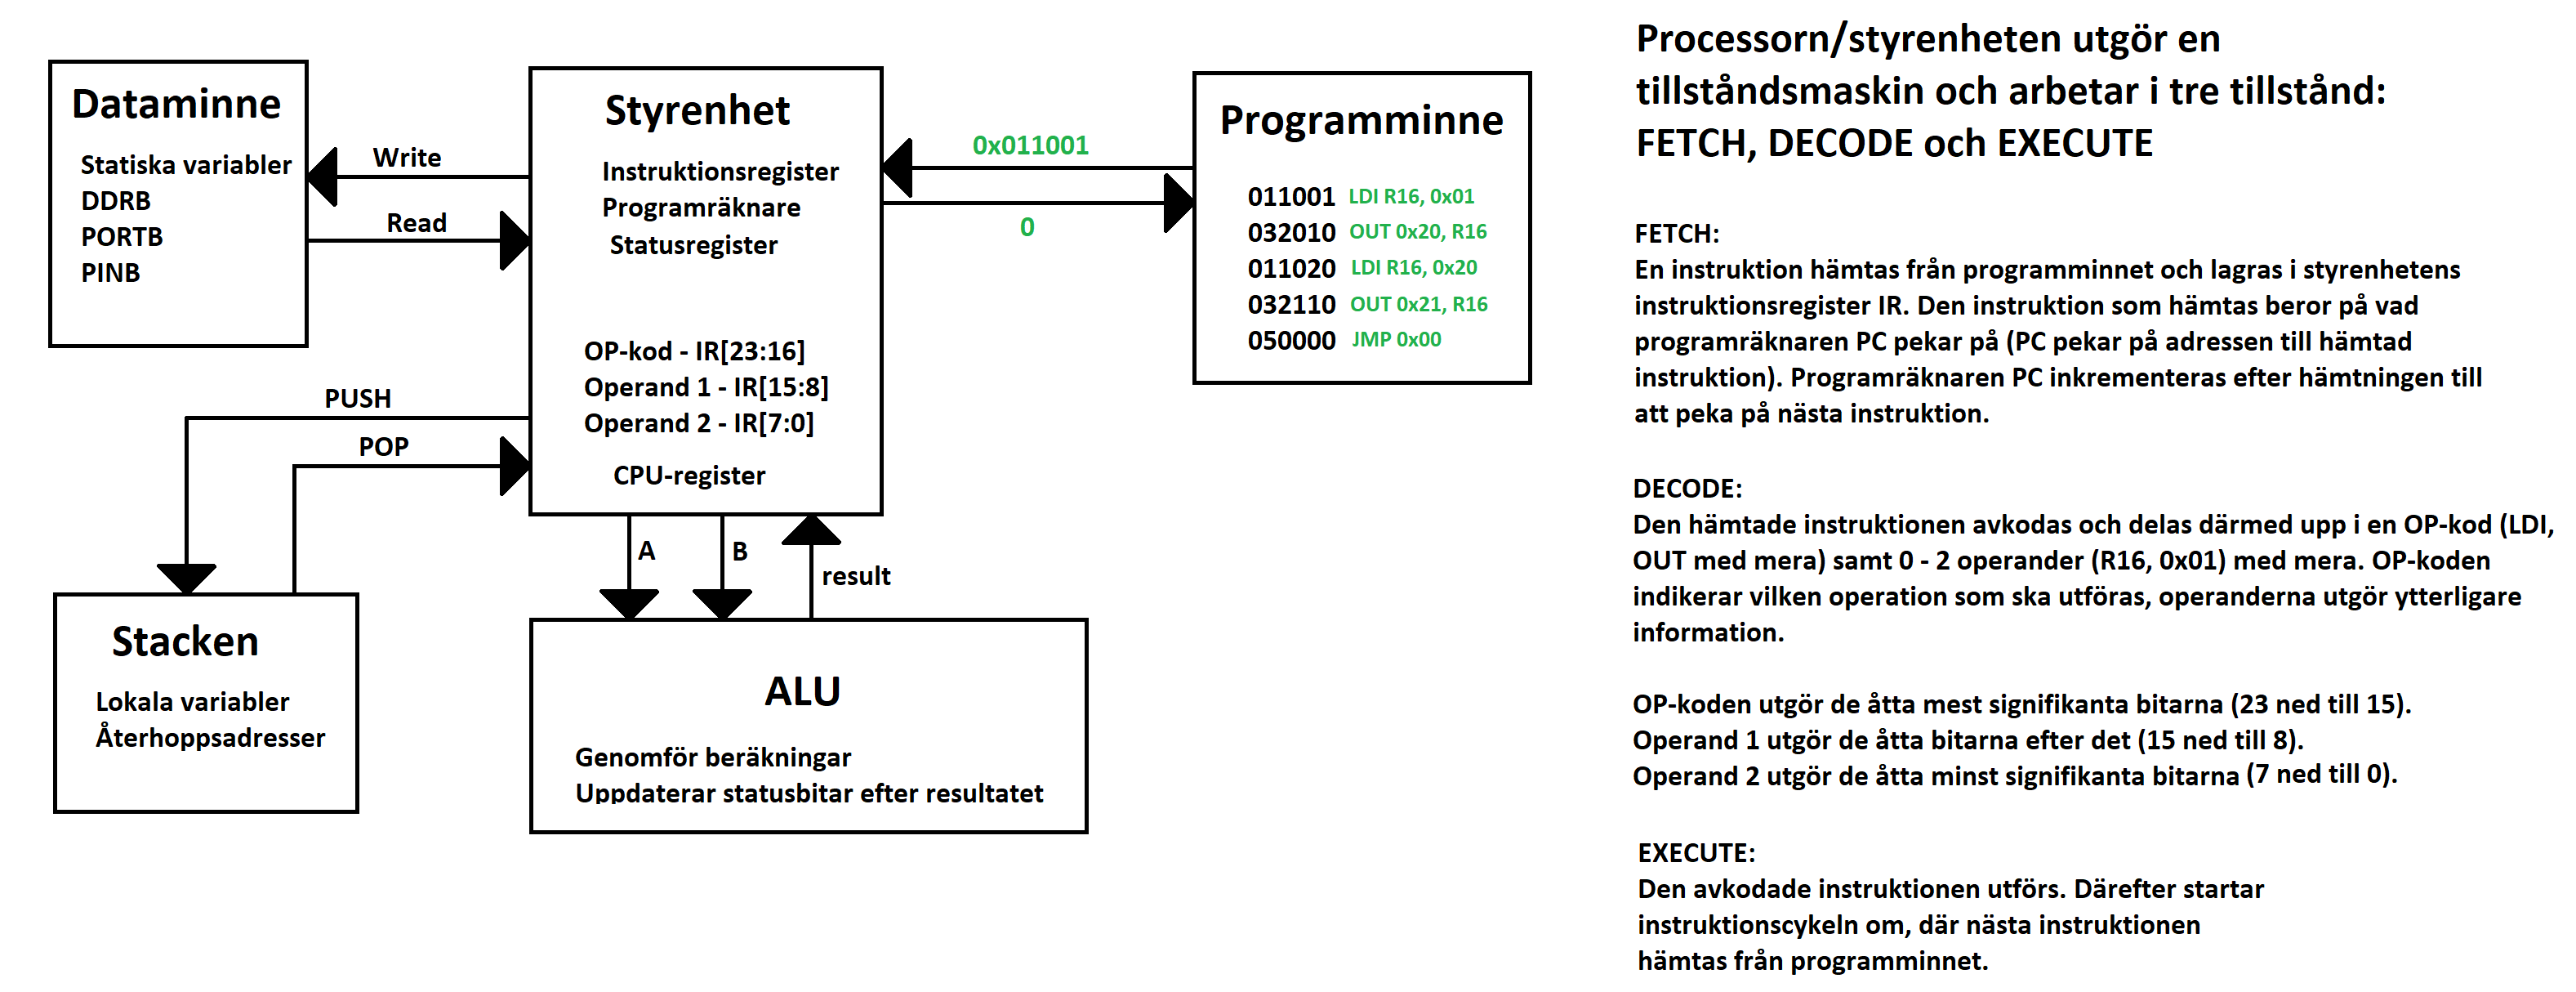 Dataminne
Statiska variabler
DDRB
PORTB
PINB
Write
Read
Styrenhet
Instruktionsregister
Programräknare
Statusregister
OP-kod - IR[23:16]
Operand 1 - IR[15:8]
Operand 2 - IR[7:0]
CPU-register
0x011001
0
Programminne
011001 LDI R16, 0x01
032010 OUT 0x20, R16
011020 LDI R16, 0x20
032110 OUT 0x21, R16
050000 JMP 0x00
PUSH
POP
A
B
result
Stacken
Lokala variabler
Återhoppsadresser
ALU
Genomför beräkningar
Uppdaterar statusbitar efter resultatet
Processorn/styrenheten utgör en
tillståndsmaskin och arbetar i tre tillstånd:
FETCH, DECODE och EXECUTE
FETCH:
En instruktion hämtas från programminnet och lagras i styrenhetens
instruktionsregister IR. Den instruktion som hämtas beror på vad
programräknaren PC pekar på (PC pekar på adressen till hämtad
instruktion). Programräknaren PC inkrementeras efter hämtningen till
att peka på nästa instruktion.
DECODE:
Den hämtade instruktionen avkodas och delas därmed upp i en OP-kod (LDI,
OUT med mera) samt 0 - 2 operander (R16, 0x01) med mera. OP-koden
indikerar vilken operation som ska utföras, operanderna utgör ytterligare
information.
OP-koden utgör de åtta mest signifikanta bitarna (23 ned till 15).
Operand 1 utgör de åtta bitarna efter det (15 ned till 8).
Operand 2 utgör de åtta minst signifikanta bitarna (7 ned till 0).
EXECUTE:
Den avkodade instruktionen utförs. Därefter startar
instruktionscykeln om, där nästa instruktionen
hämtas från programminnet.